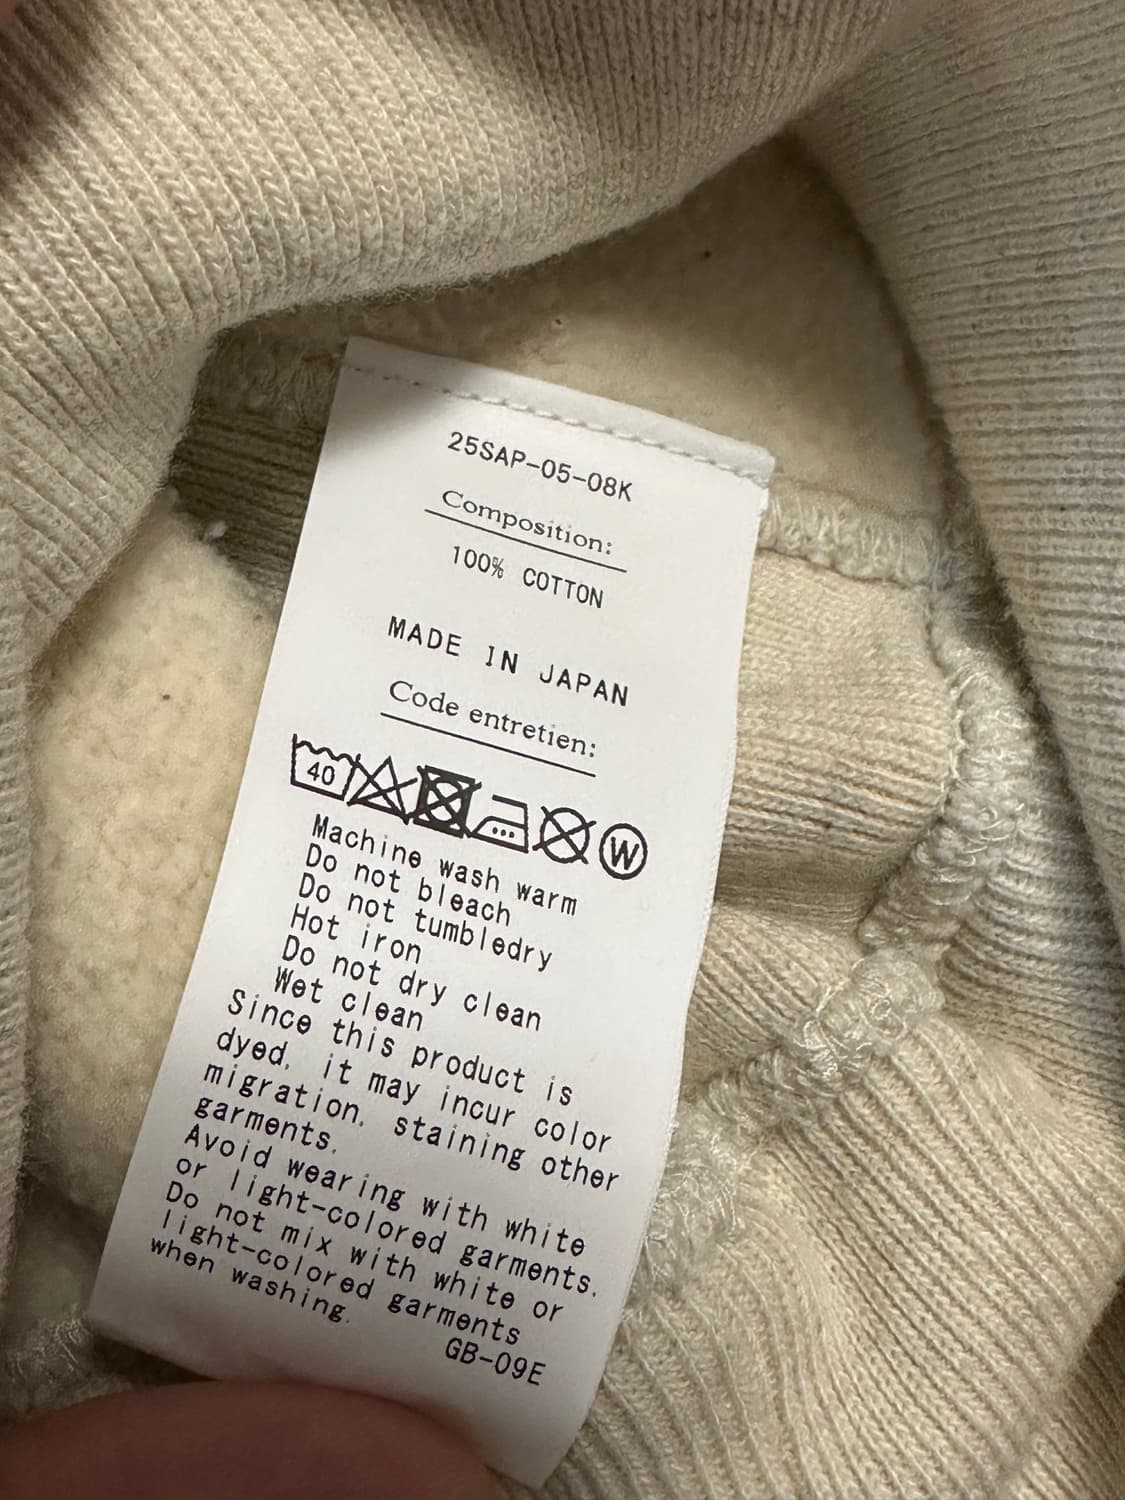 25SAP-05-08K
Composition:
100% COTTON
MADE IN JAPAN
Code entretien:
40 W
Machine wash warm
Do not bleach
Do not tumbledry
Hot iron
Do not dry clean
Wet clean
Since this product is
dyed, it may incur color
migration, staining other
garments.
Avoid wearing with white
or light-colored garments.
Do not mix with white or
light-colored garments
when washing.
GB-09E